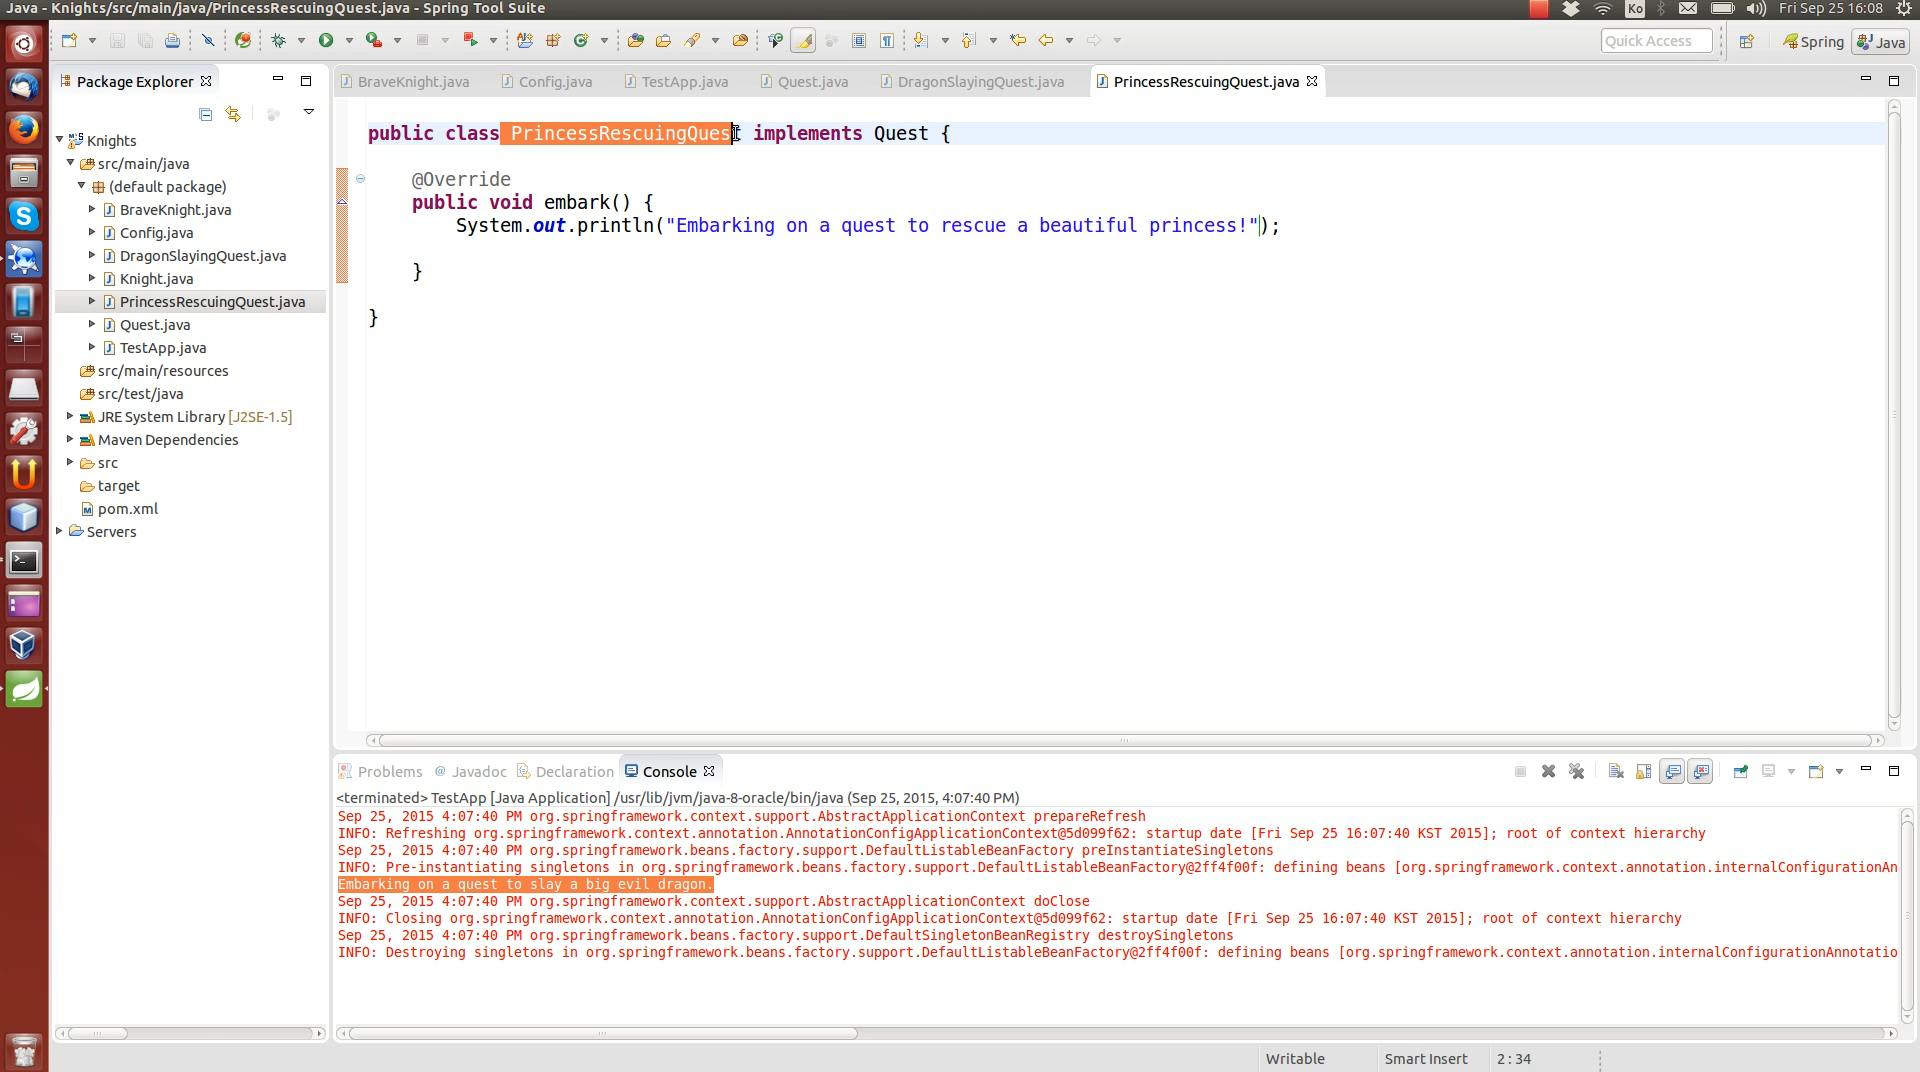 Java - Knights/src/main/java/PrincessRescuingQuest.java - Spring Tool Suite
Ko
Fri Sep 25 16:08
Quick Access
Spring
Java
Package Explorer
BraveKnight.java
Config.java
TestApp.java
Quest.java
DragonSlayingQuest.java
PrincessRescuingQuest.java
Knights
src/main/java
(default package)
BraveKnight.java
Config.java
DragonSlayingQuest.java
Knight.java
PrincessRescuingQuest.java
Quest.java
TestApp.java
src/main/resources
src/test/java
JRE System Library [J2SE-1.5]
Maven Dependencies
src
target
pom.xml
Servers
public class PrincessRescuingQuest implements Quest {
@Override
public void embark() {
System.out.println("Embarking on a quest to rescue a beautiful princess!");
}
}
Problems
@ Javadoc
Declaration
Console
<terminated> TestApp [Java Application] /usr/lib/jvm/java-8-oracle/bin/java (Sep 25, 2015, 4:07:40 PM)
Sep 25, 2015 4:07:40 PM org.springframework.context.support.AbstractApplicationContext prepareRefresh
INFO: Refreshing org.springframework.context.annotation.AnnotationConfigApplicationContext@5d099f62: startup date [Fri Sep 25 16:07:40 KST 2015]; root of context hierarchy
Sep 25, 2015 4:07:40 PM org.springframework.beans.factory.support.DefaultListableBeanFactory preInstantiateSingletons
INFO: Pre-instantiating singletons in org.springframework.beans.factory.support.DefaultListableBeanFactory@2ff4f00f: defining beans [org.springframework.context.annotation.internalConfigurationAn
Embarking on a quest to slay a big evil dragon.
Sep 25, 2015 4:07:40 PM org.springframework.context.support.AbstractApplicationContext doClose
INFO: Closing org.springframework.context.annotation.AnnotationConfigApplicationContext@5d099f62: startup date [Fri Sep 25 16:07:40 KST 2015]; root of context hierarchy
Sep 25, 2015 4:07:40 PM org.springframework.beans.factory.support.DefaultSingletonBeanRegistry destroySingletons
INFO: Destroying singletons in org.springframework.beans.factory.support.DefaultListableBeanFactory@2ff4f00f: defining beans [org.springframework.context.annotation.internalConfigurationAnnotatio
Writable
Smart Insert
2 : 34